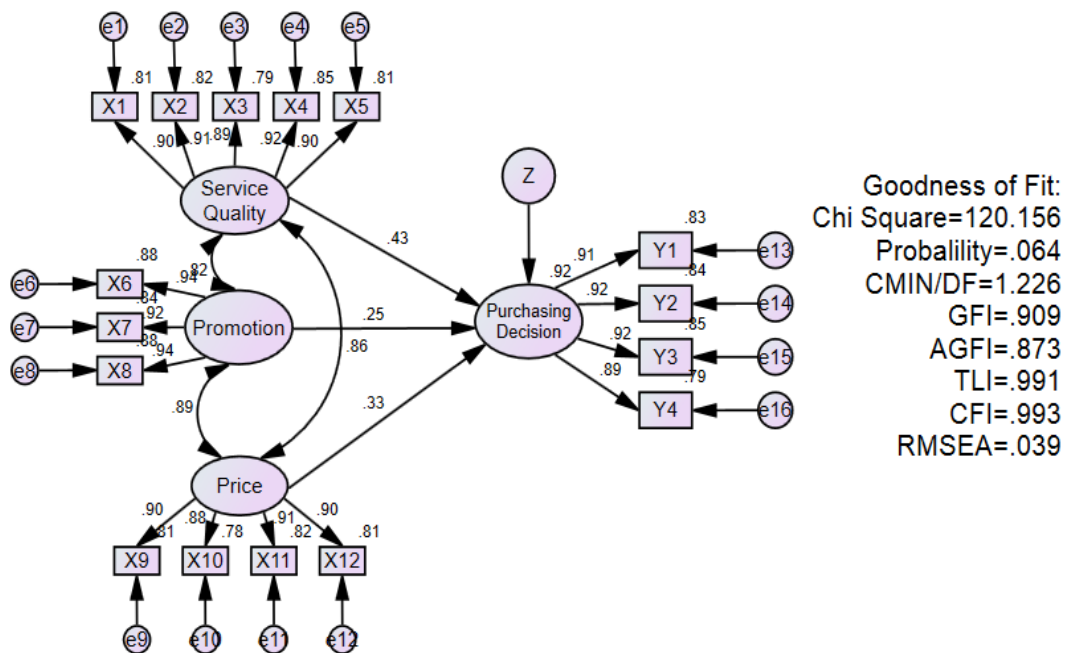 e1 e2 e3 e4 e5
.81 .82 .79 .85 .81
X1 X2 X3 X4 X5
.90 .91 .89 .92 .90
Service
Quality
Z
.43
.83
.91 Y1 e13
.92 .84
.92 Y2 e14
.85
.92 Y3 e15
.79
.89 Y4 e16
Purchasing
Decision
.88 .82
e6 X6 .94
.84
e7 X7 .92
.88
e8 X8 .94
Promotion
.25
.86
.89
.33
Price
.90 .88 .91 .90
.81 .78 .82 .81
X9 X10 X11 X12
e9 e10 e11 e12
Goodness of Fit:
Chi Square=120.156
Probalility=.064
CMIN/DF=1.226
GFI=.909
AGFI=.873
TLI=.991
CFI=.993
RMSEA=.039